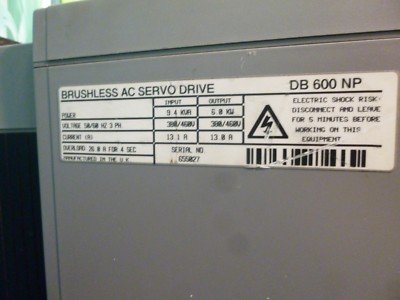 BRUSHLESS AC SERVO DRIVE DB 600 NP
INPUT OUTPUT
POWER 9.4 KVA 6.0 KW
VOLTAGE 50/60 HZ 3 PH. 380/460V 380/460V
CURRENT (A) 13.1 A 13.0 A
OVERLOAD 26.0 A FOR 4 SEC SERIAL NO
MANUFACTURED IN THE U.K. 655027
ELECTRIC SHOCK RISK-
DISCONNECT AND LEAVE
FOR 5 MINUTES BEFORE
WORKING ON THIS
EQUIPMENT